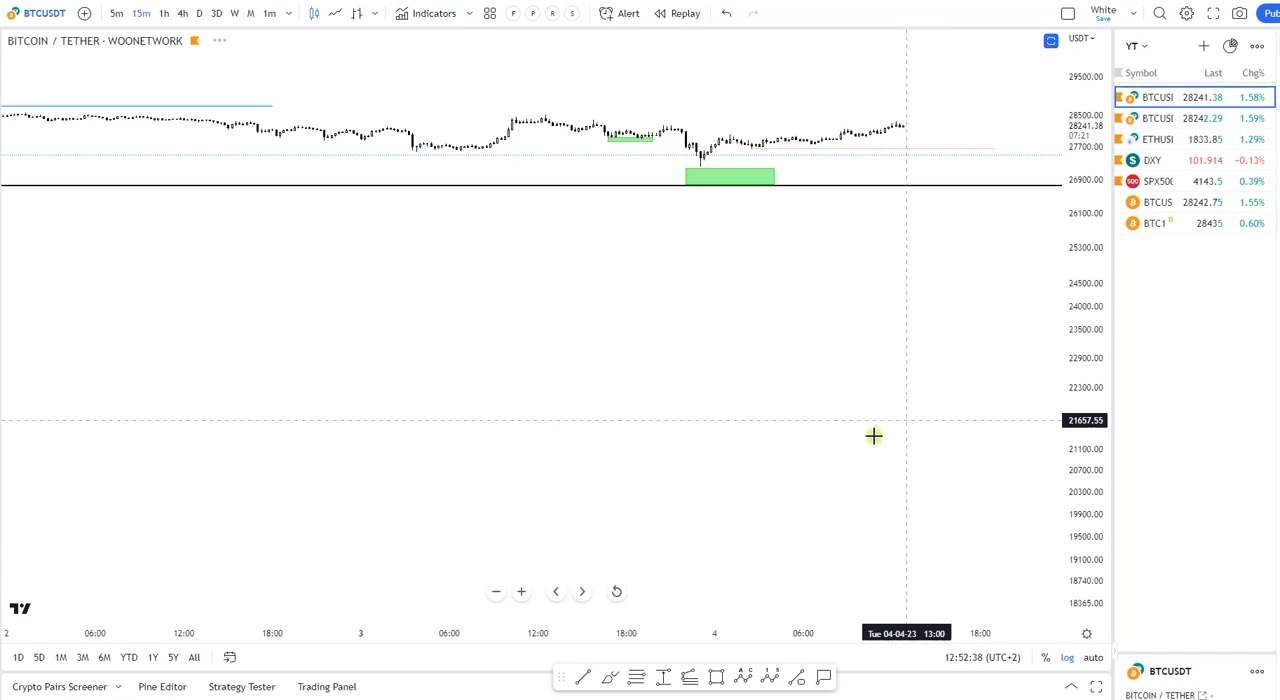 BTCUSDT 5m 15m 1h 4h D 3D W M 1m Indicators F P R S Alert Replay White Save Pub
BITCOIN / TETHER · WOONETWORK
USDT
29500.00
28500.00
28241.38
07:21
27700.00
26900.00
26100.00
25300.00
24500.00
24000.00
23500.00
22900.00
22300.00
21657.55
21100.00
20700.00
20300.00
19900.00
19500.00
19100.00
18740.00
18365.00
YT
Symbol Last Chg%
BTCUSI 28241.38 1.58%
BTCUSI 28242.29 1.59%
ETHUSI 1833.85 1.29%
$ DXY 101.914 −0.13%
500 SPX50( 4143.5 0.39%
BTCUS 28242.75 1.55%
BTC1 D 28435 0.60%
2 06:00 12:00 18:00 3 06:00 12:00 18:00 4 06:00 Tue 04-04-23 13:00 18:00
1D 5D 1M 3M 6M YTD 1Y 5Y All 12:52:38 (UTC+2) % log auto
Crypto Pairs Screener Pine Editor Strategy Tester Trading Panel
BTCUSDT
BITCOIN / TETHER